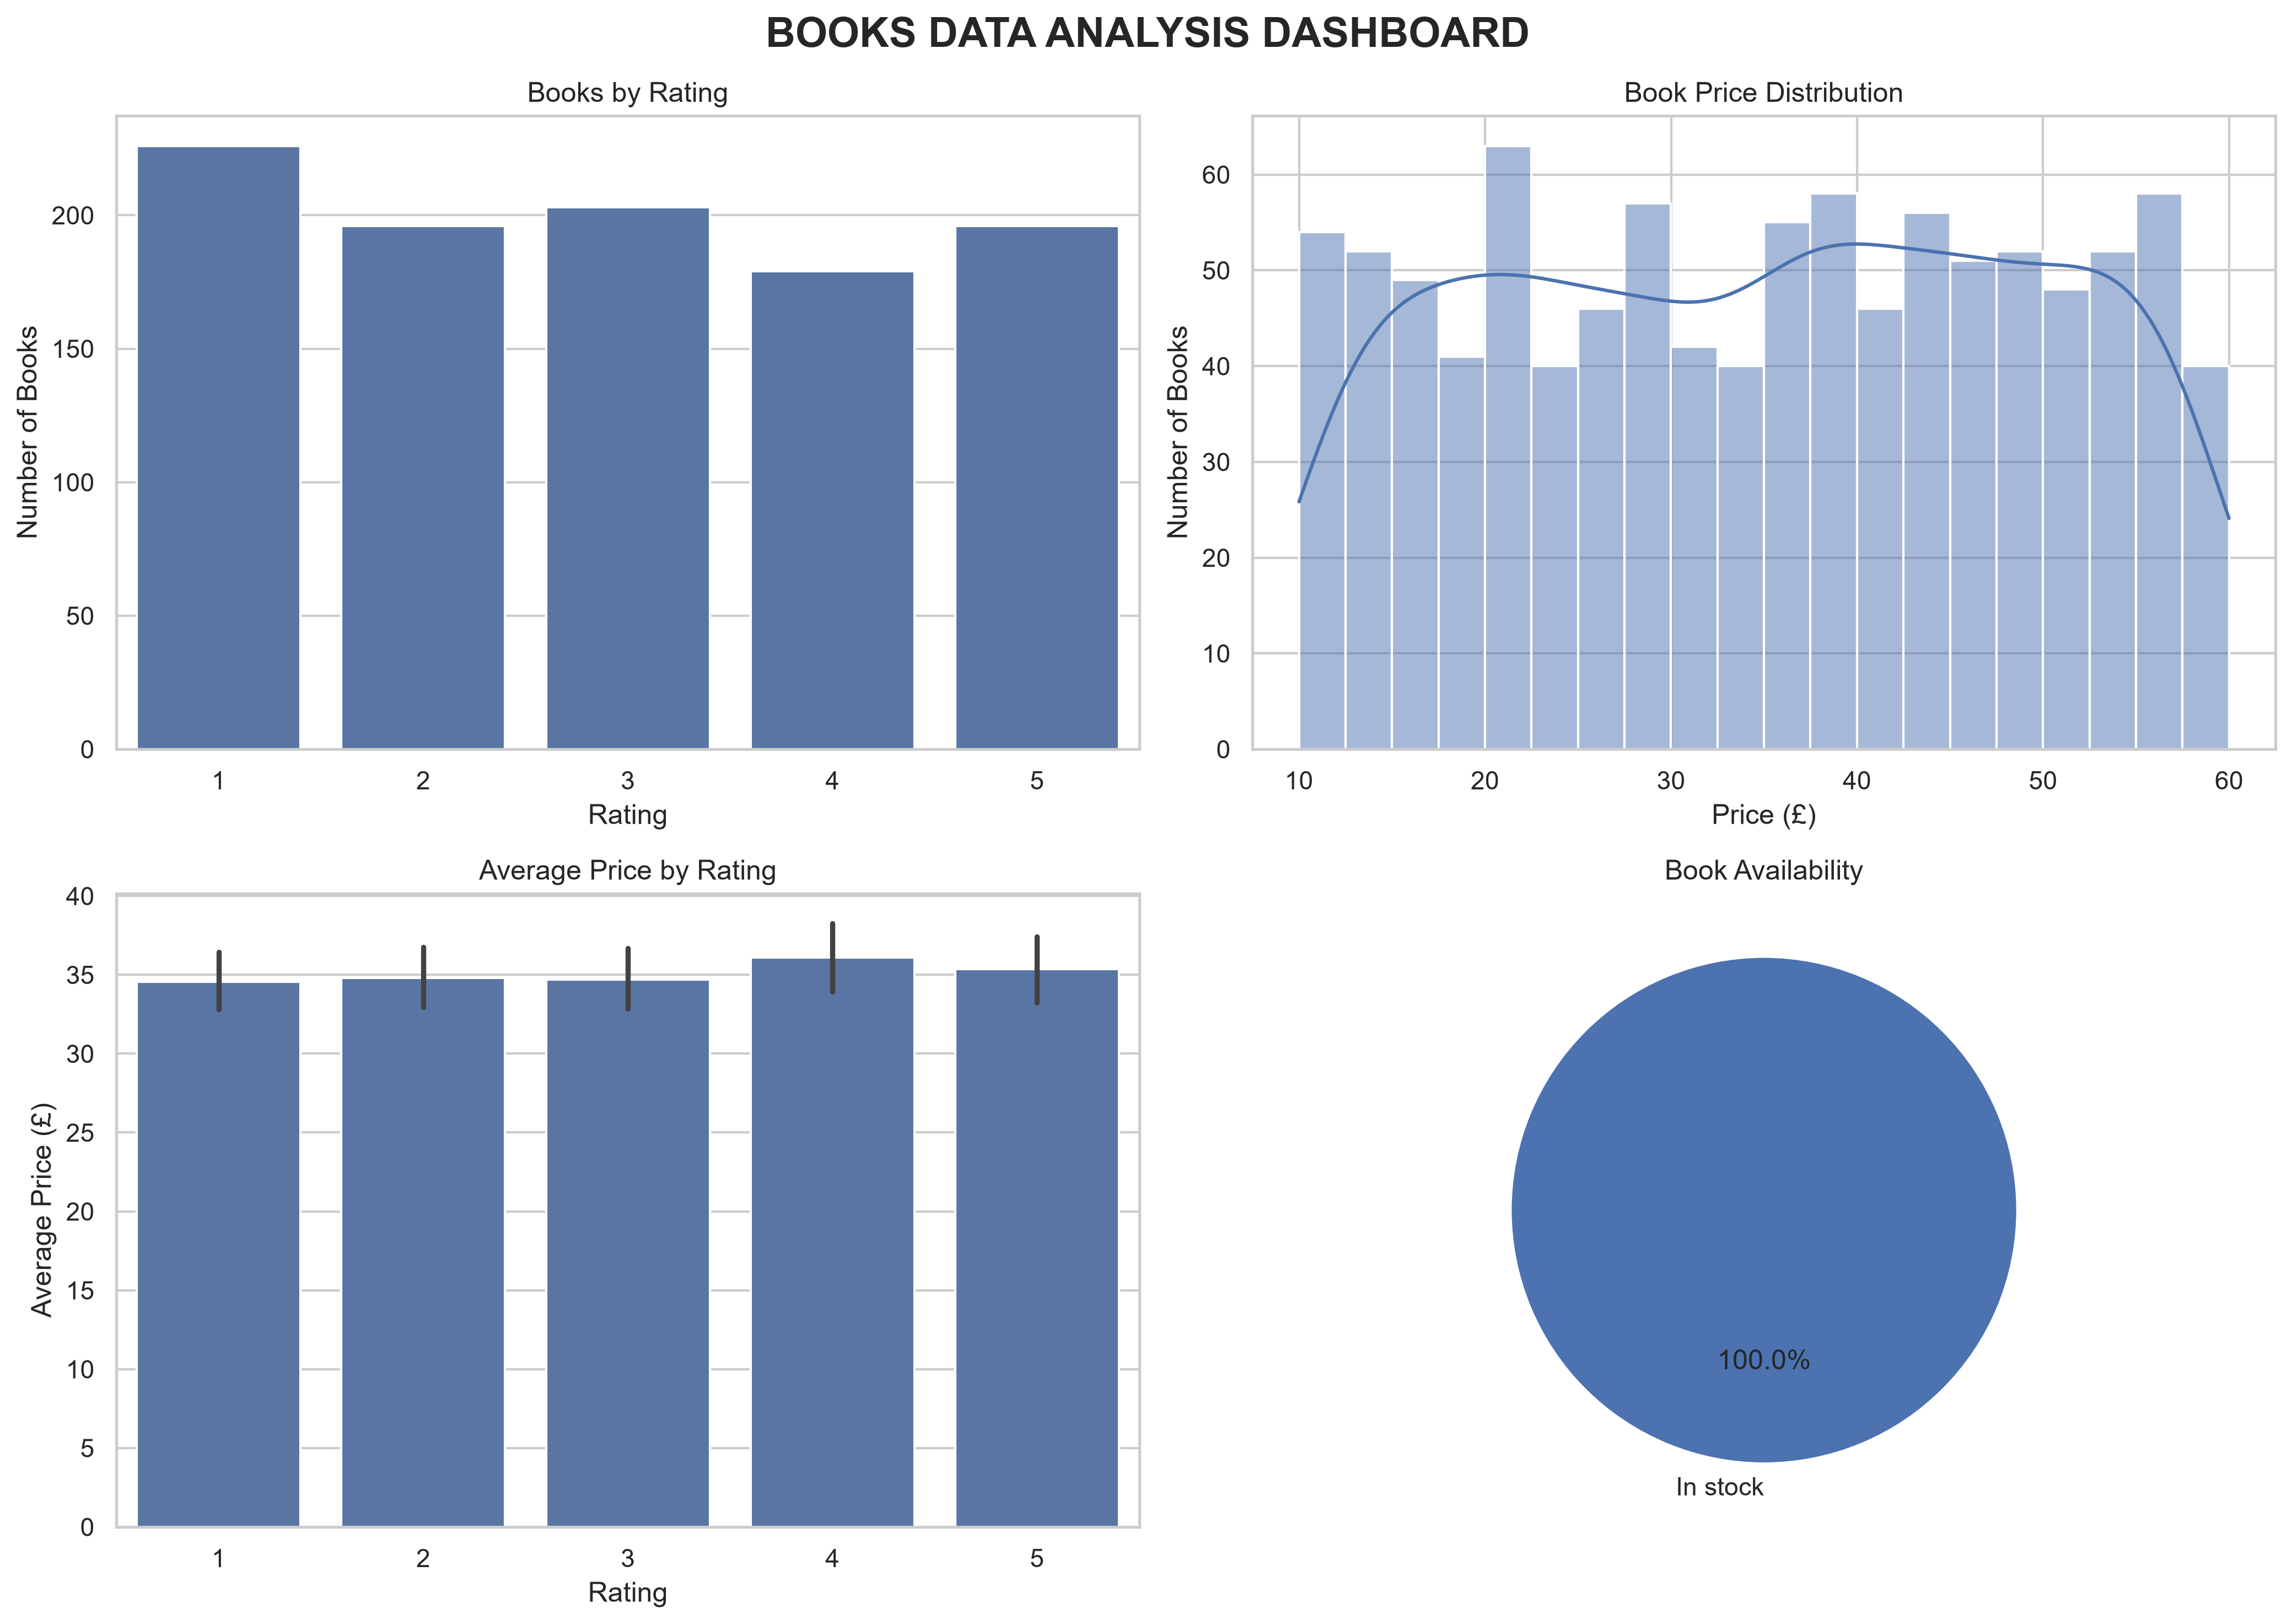 BOOKS DATA ANALYSIS DASHBOARD
Books by Rating
Number of Books
200
150
100
50
0
1 2 3 4 5
Rating
Book Price Distribution
Number of Books
60
50
40
30
20
10
0
10 20 30 40 50 60
Price (£)
Average Price by Rating
Average Price (£)
40
35
30
25
20
15
10
5
0
1 2 3 4 5
Rating
Book Availability
100.0%
In stock